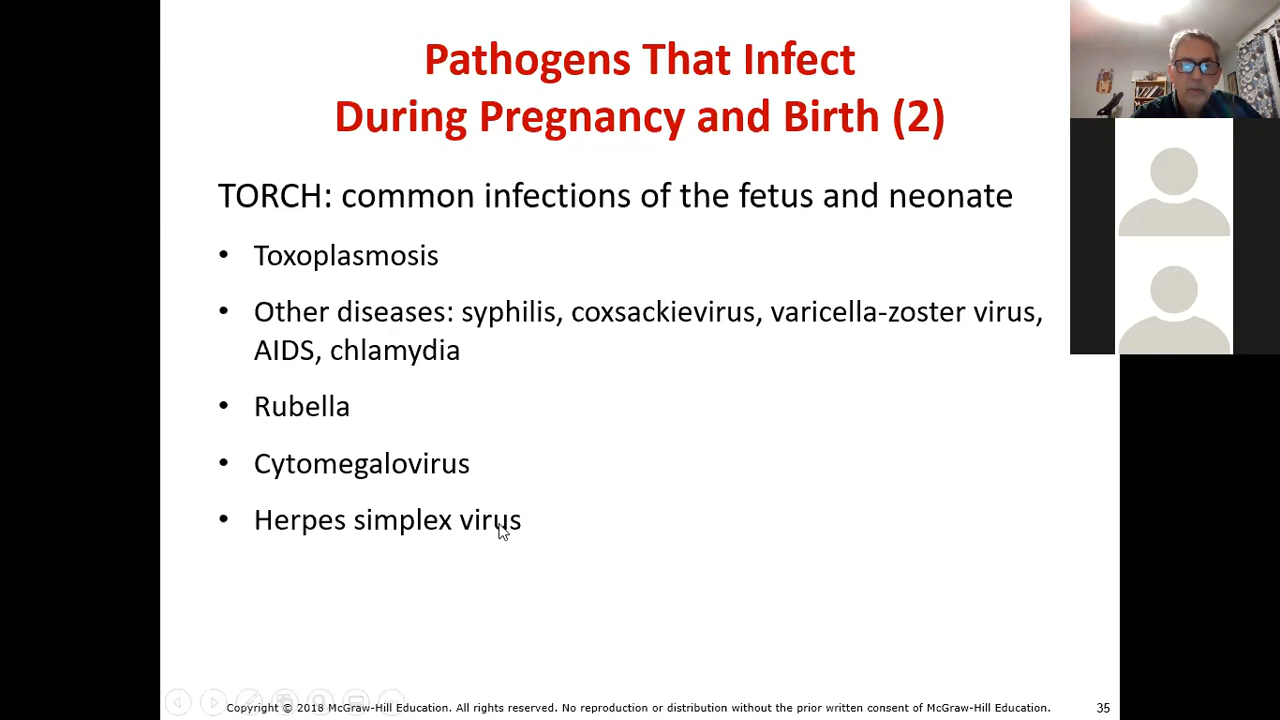 Pathogens That Infect
During Pregnancy and Birth (2)
TORCH: common infections of the fetus and neonate
• Toxoplasmosis
• Other diseases: syphilis, coxsackievirus, varicella-zoster virus,
AIDS, chlamydia
• Rubella
• Cytomegalovirus
• Herpes simplex virus
Copyright © 2018 McGraw-Hill Education. All rights reserved. No reproduction or distribution without the prior written consent of McGraw-Hill Education.
35